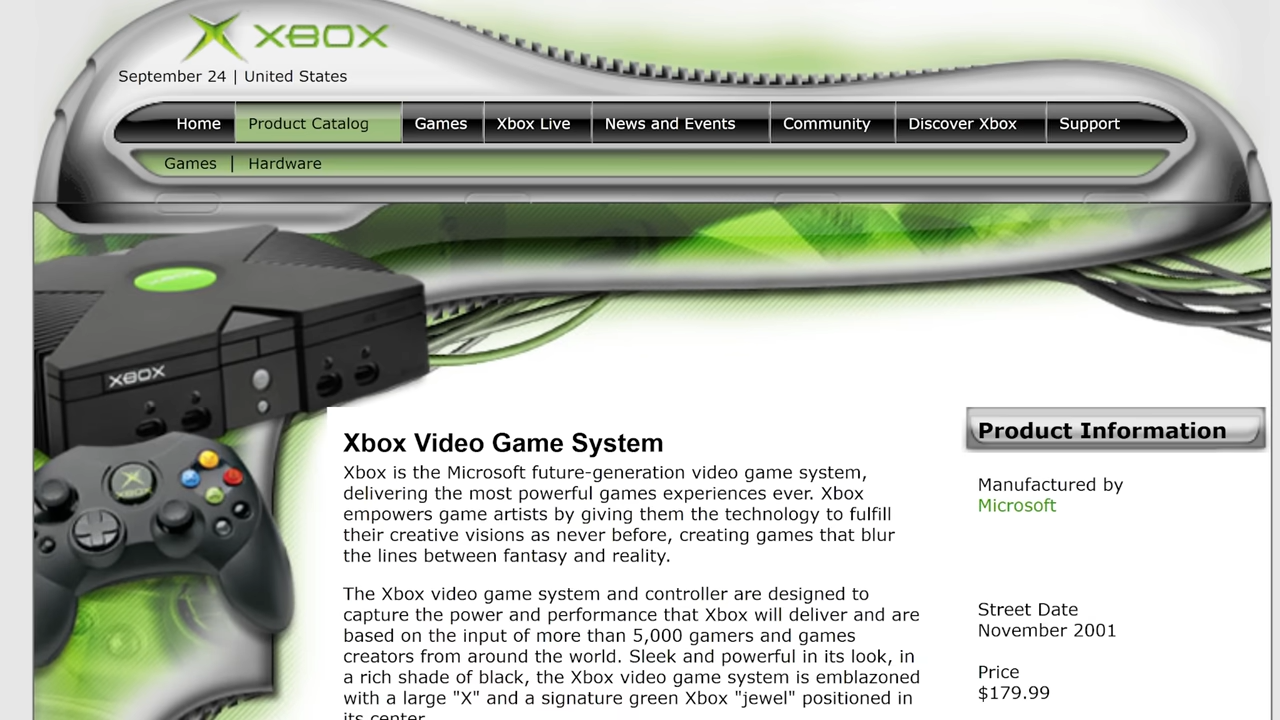 XBOX
September 24 | United States
Home Product Catalog Games Xbox Live News and Events Community Discover Xbox Support
Games | Hardware
XBOX
XBOX
Xbox Video Game System
Xbox is the Microsoft future-generation video game system,
delivering the most powerful games experiences ever. Xbox
empowers game artists by giving them the technology to fulfill
their creative visions as never before, creating games that blur
the lines between fantasy and reality.
The Xbox video game system and controller are designed to
capture the power and performance that Xbox will deliver and are
based on the input of more than 5,000 gamers and games
creators from around the world. Sleek and powerful in its look, in
a rich shade of black, the Xbox video game system is emblazoned
with a large "X" and a signature green Xbox "jewel" positioned in
its center.
Product Information
Manufactured by
Microsoft
Street Date
November 2001
Price
$179.99